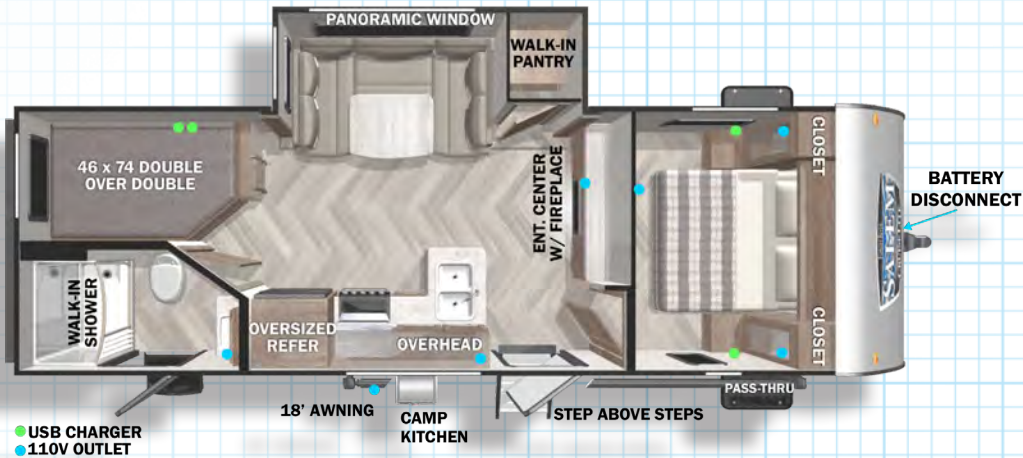 PANORAMIC WINDOW
WALK-IN
PANTRY
46 x 74 DOUBLE
OVER DOUBLE
CLOSET
ENT. CENTER
W/ FIREPLACE
BATTERY
DISCONNECT
SALEM
WALK-IN
SHOWER
OVERSIZED
REFER
OVERHEAD
CLOSET
PASS-THRU
18' AWNING
CAMP
KITCHEN
STEP ABOVE STEPS
USB CHARGER
110V OUTLET